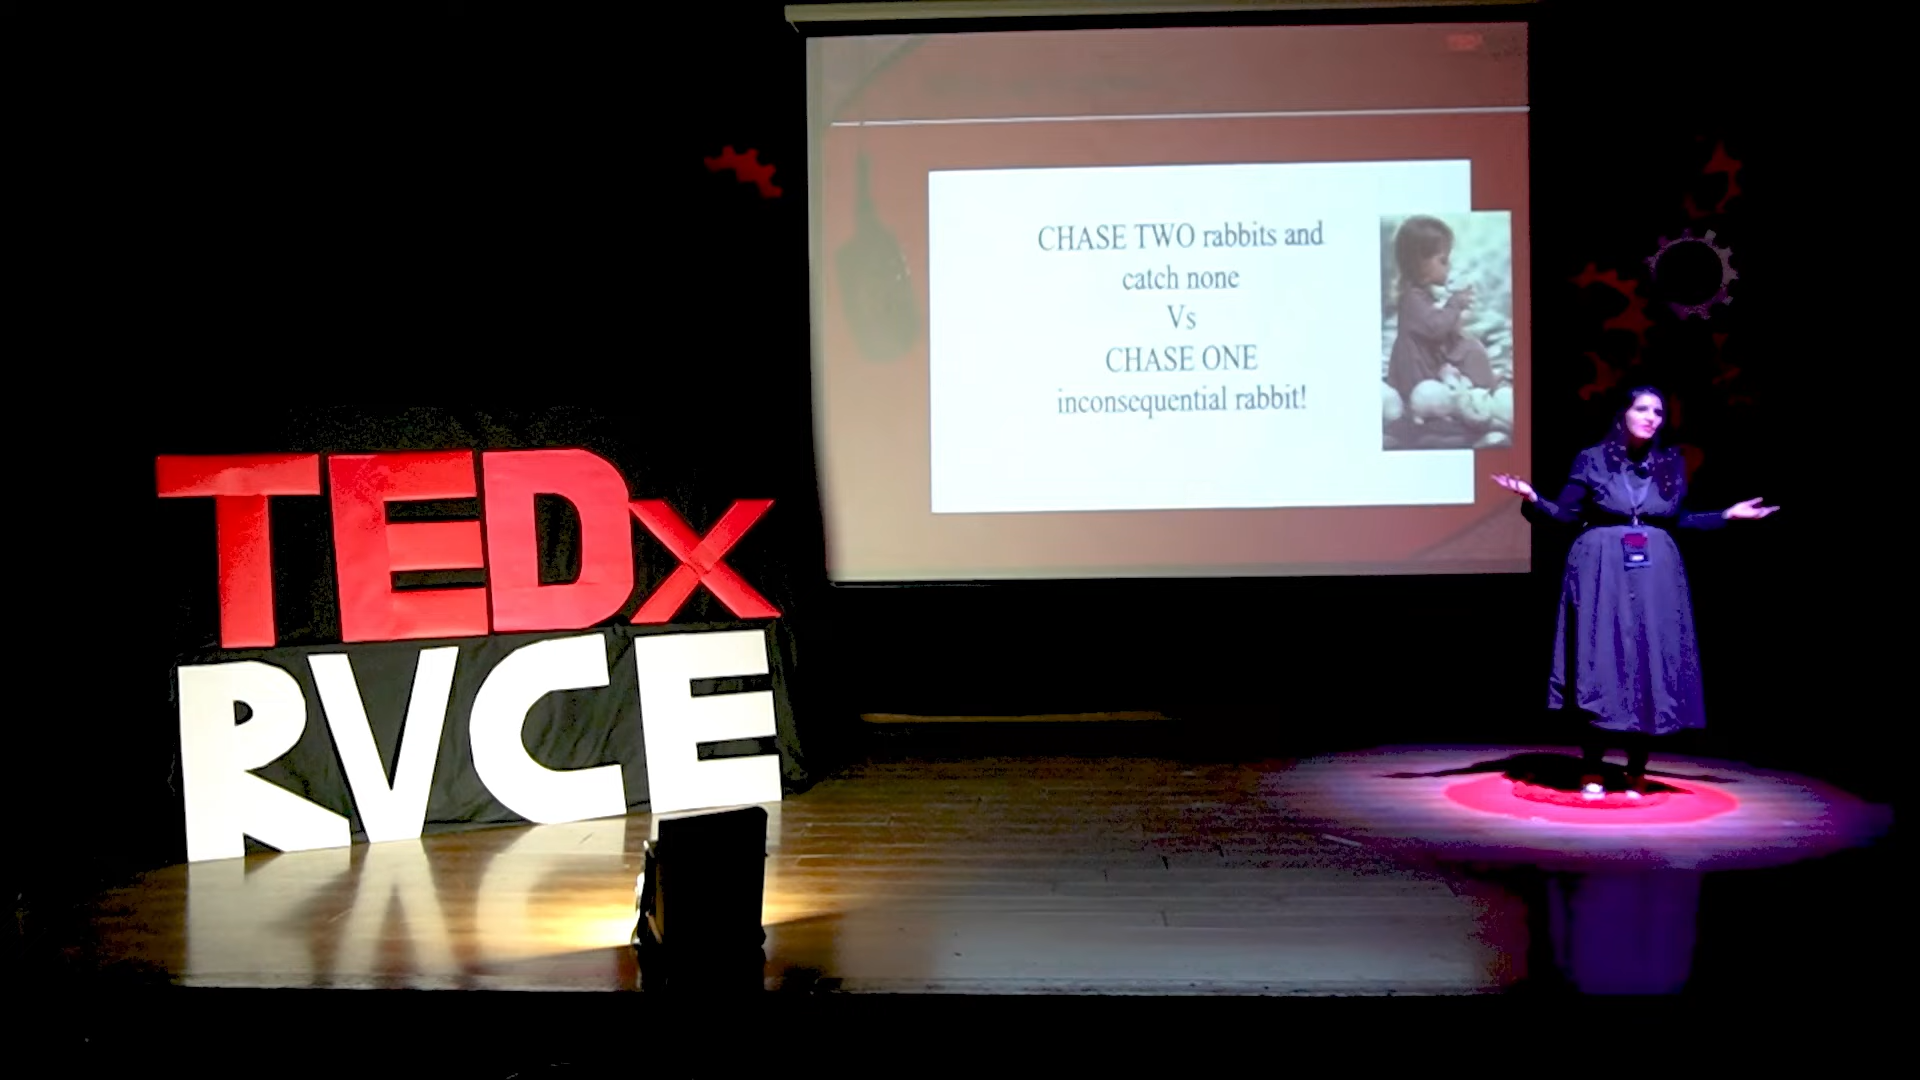 CHASE TWO rabbits and
catch none
Vs
CHASE ONE
inconsequential rabbit!
TEDx
RVCE